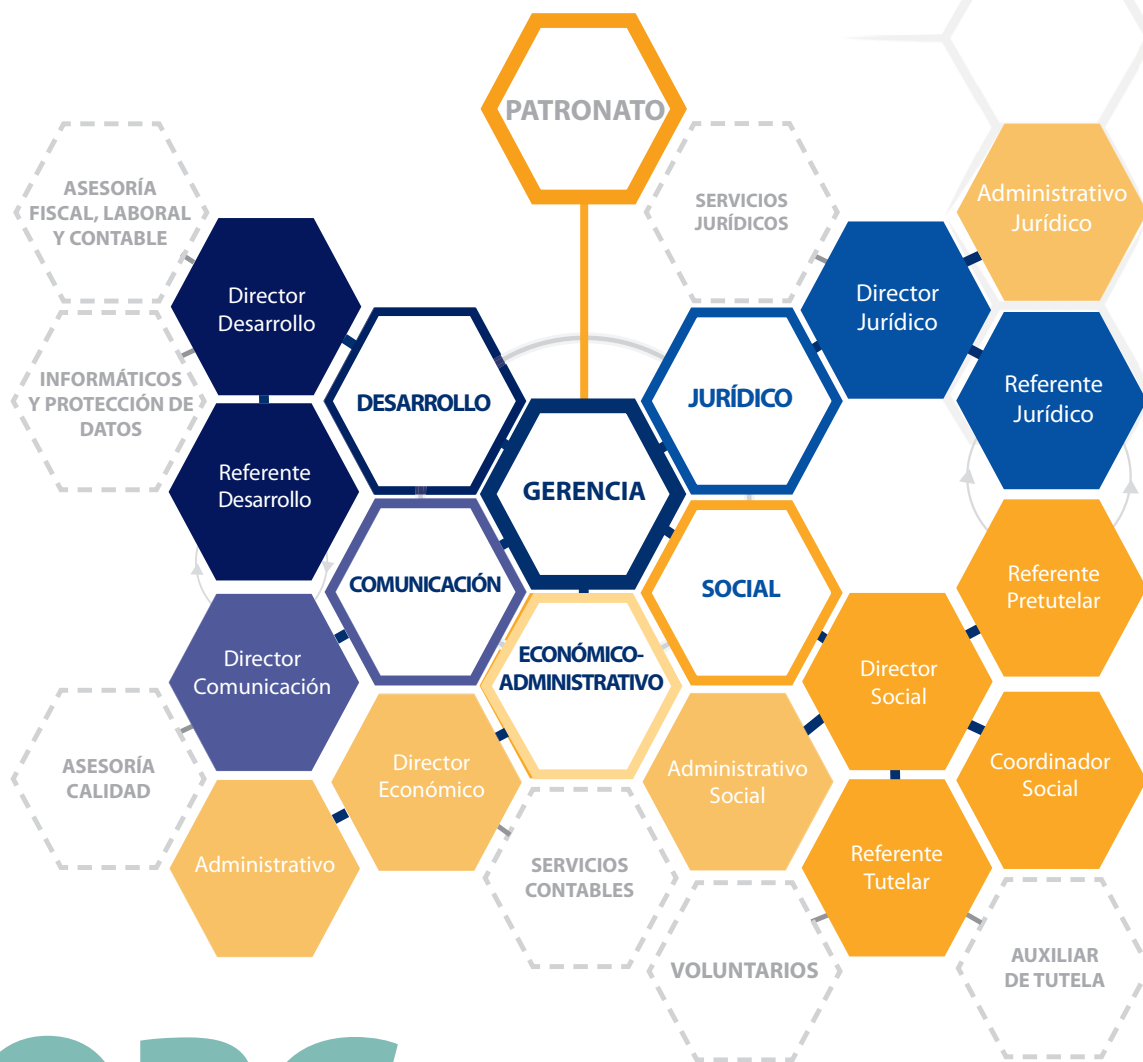 PATRONATO
ASESORÍA
FISCAL, LABORAL
Y CONTABLE
SERVICIOS
JURÍDICOS
Administrativo
Jurídico
Director
Desarrollo
Director
Jurídico
INFORMÁTICOS
Y PROTECCIÓN DE
DATOS
DESARROLLO
JURÍDICO
Referente
Jurídico
Referente
Desarrollo
GERENCIA
COMUNICACIÓN
SOCIAL
Referente
Pretutelar
Director
Comunicación
ECONÓMICO-
ADMINISTRATIVO
Director
Social
ASESORÍA
CALIDAD
Director
Económico
Administrativo
Social
Coordinador
Social
Administrativo
SERVICIOS
CONTABLES
Referente
Tutelar
VOLUNTARIOS
AUXILIAR
DE TUTELA